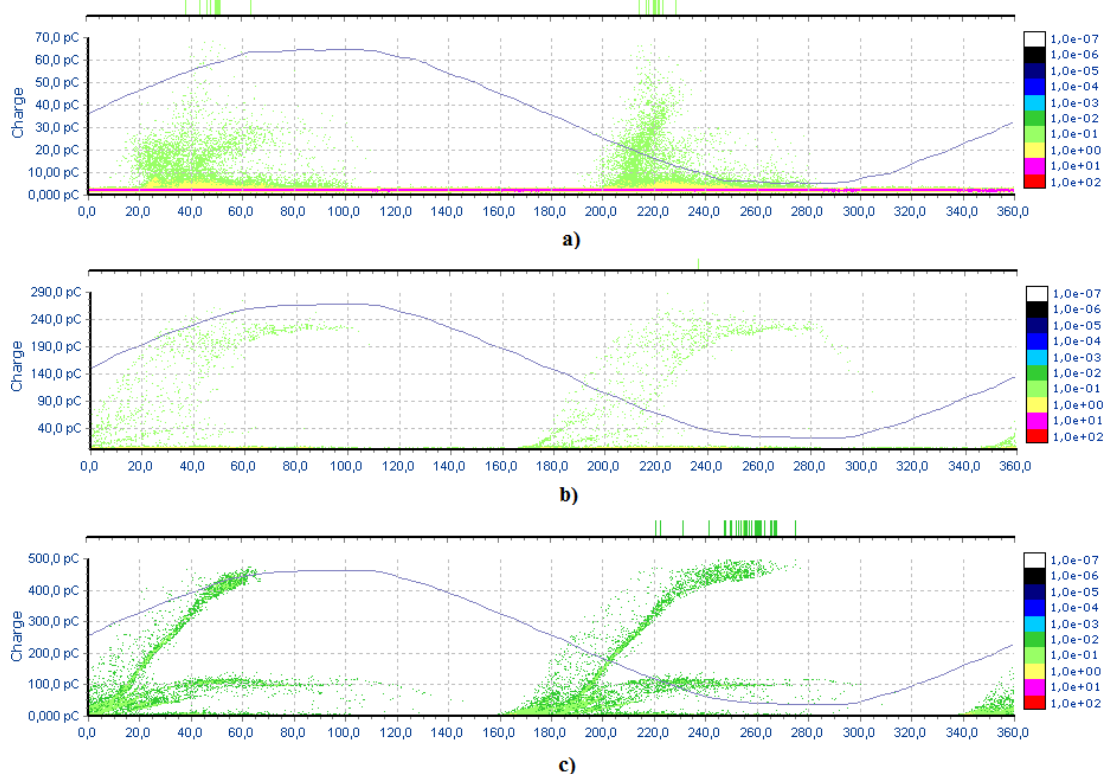 70,0 pC
60,0 pC
50,0 pC
40,0 pC
30,0 pC
20,0 pC
10,0 pC
0,000 pC
Charge
0,0 20,0 40,0 60,0 80,0 100,0 120,0 140,0 160,0 180,0 200,0 220,0 240,0 260,0 280,0 300,0 320,0 340,0 360,0
1,0e-07
1,0e-06
1,0e-05
1,0e-04
1,0e-03
1,0e-02
1,0e-01
1,0e+00
1,0e+01
1,0e+02
a)
290,0 pC
240,0 pC
190,0 pC
140,0 pC
90,0 pC
40,0 pC
Charge
0,0 20,0 40,0 60,0 80,0 100,0 120,0 140,0 160,0 180,0 200,0 220,0 240,0 260,0 280,0 300,0 320,0 340,0 360,0
1,0e-07
1,0e-06
1,0e-05
1,0e-04
1,0e-03
1,0e-02
1,0e-01
1,0e+00
1,0e+01
1,0e+02
b)
500,0 pC
400,0 pC
300,0 pC
200,0 pC
100,0 pC
0,000 pC
Charge
0,0 20,0 40,0 60,0 80,0 100,0 120,0 140,0 160,0 180,0 200,0 220,0 240,0 260,0 280,0 300,0 320,0 340,0 360,0
1,0e-07
1,0e-06
1,0e-05
1,0e-04
1,0e-03
1,0e-02
1,0e-01
1,0e+00
1,0e+01
1,0e+02
c)